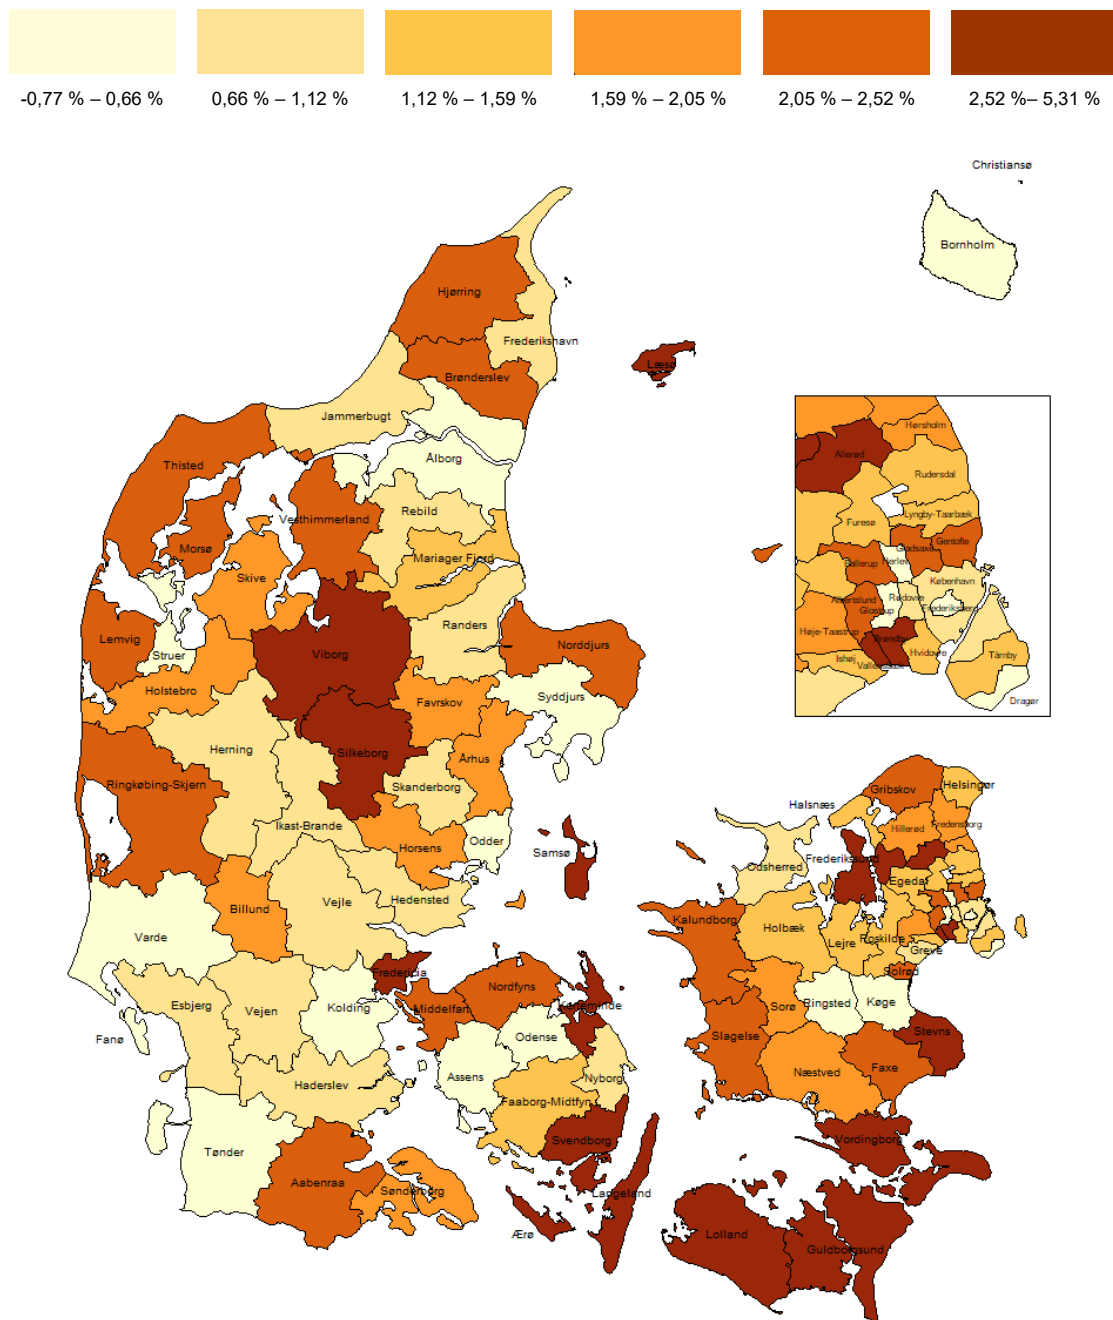 -0,77 % – 0,66 %
0,66 % – 1,12 %
1,12 % – 1,59 %
1,59 % – 2,05 %
2,05 % – 2,52 %
2,52 %– 5,31 %
Christiansø
Bornholm
Hjørring
Frederikshavn
Læsø
Brønderslev
Jammerbugt
Ålborg
Thisted
Rebild
Vesthimmerland
Morsø
Mariager Fjord
Skive
Randers
Lemvig
Struer
Viborg
Norddjurs
Holstebro
Syddjurs
Favrskov
Herning
Silkeborg
Århus
Ringkøbing-Skjern
Skanderborg
Ikast-Brande
Horsens
Odder
Samsø
Billund
Vejle
Hedensted
Varde
Fredericia
Esbjerg
Vejen
Kolding
Middelfart
Nordfyns
Kerteminde
Fanø
Odense
Assens
Nyborg
Haderslev
Faaborg-Midtfyn
Tønder
Svendborg
Aabenraa
Sønderborg
Langeland
Ærø
Hørsholm
Allerød
Rudersdal
Furesø
Lyngby-Taarbæk
Gladsaxe
Gentofte
Ballerup
Herlev
København
Albertslund
Rødovre
Frederiksberg
Glostrup
Høje-Taastrup
Brøndby
Hvidovre
Ishøj
Vallensbæk
Tårnby
Dragør
Gribskov
Helsingør
Halsnæs
Hillerød
Fredensborg
Odsherred
Frederikssund
Egedal
Kalundborg
Holbæk
Lejre
Roskilde
Greve
Solrød
Sorø
Ringsted
Køge
Slagelse
Stevns
Næstved
Faxe
Vordingborg
Lolland
Guldborgsund